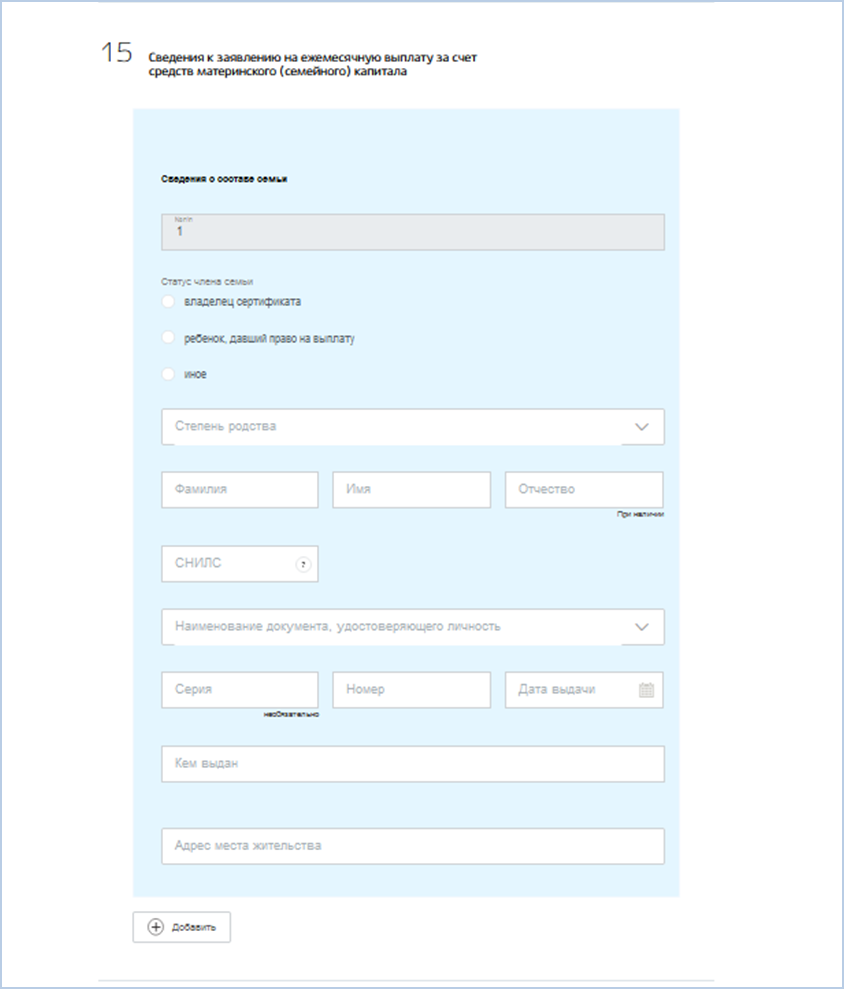 15
Сведения к заявлению на ежемесячную выплату за счет
средств материнского (семейного) капитала
Сведения о составе семьи
1
Статус члена семьи
владелец сертификата
ребенок, давший право на выплату
иное
Степень родства
Фамилия Имя Отчество
При наличии
СНИЛС ?
Наименование документа, удостоверяющего личность
Серия Номер Дата выдачи
необязательно
Кем выдан
Адрес места жительства
Добавить